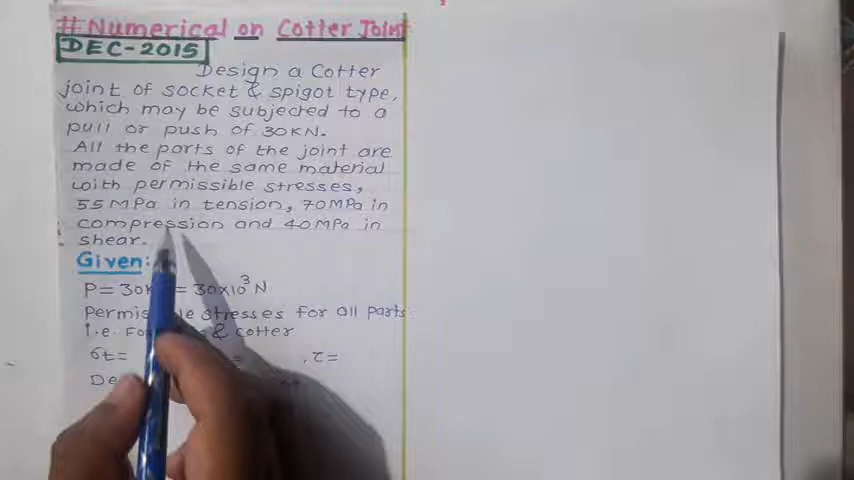 #Numerical on Cotter Joint
DEC-2015
Design a Cotter
joint of socket & spigot type,
which may be subjected to a
pull or push of 30KN.
All the parts of the joint are
made of the same material
with permissible stresses,
55MPa in tension, 70MPa in
compression and 40MPa in
shear.
Given:
P= 30K = 30x10³ N
Stresses for all parts
i.e. & Cotter
σt= = , τ=